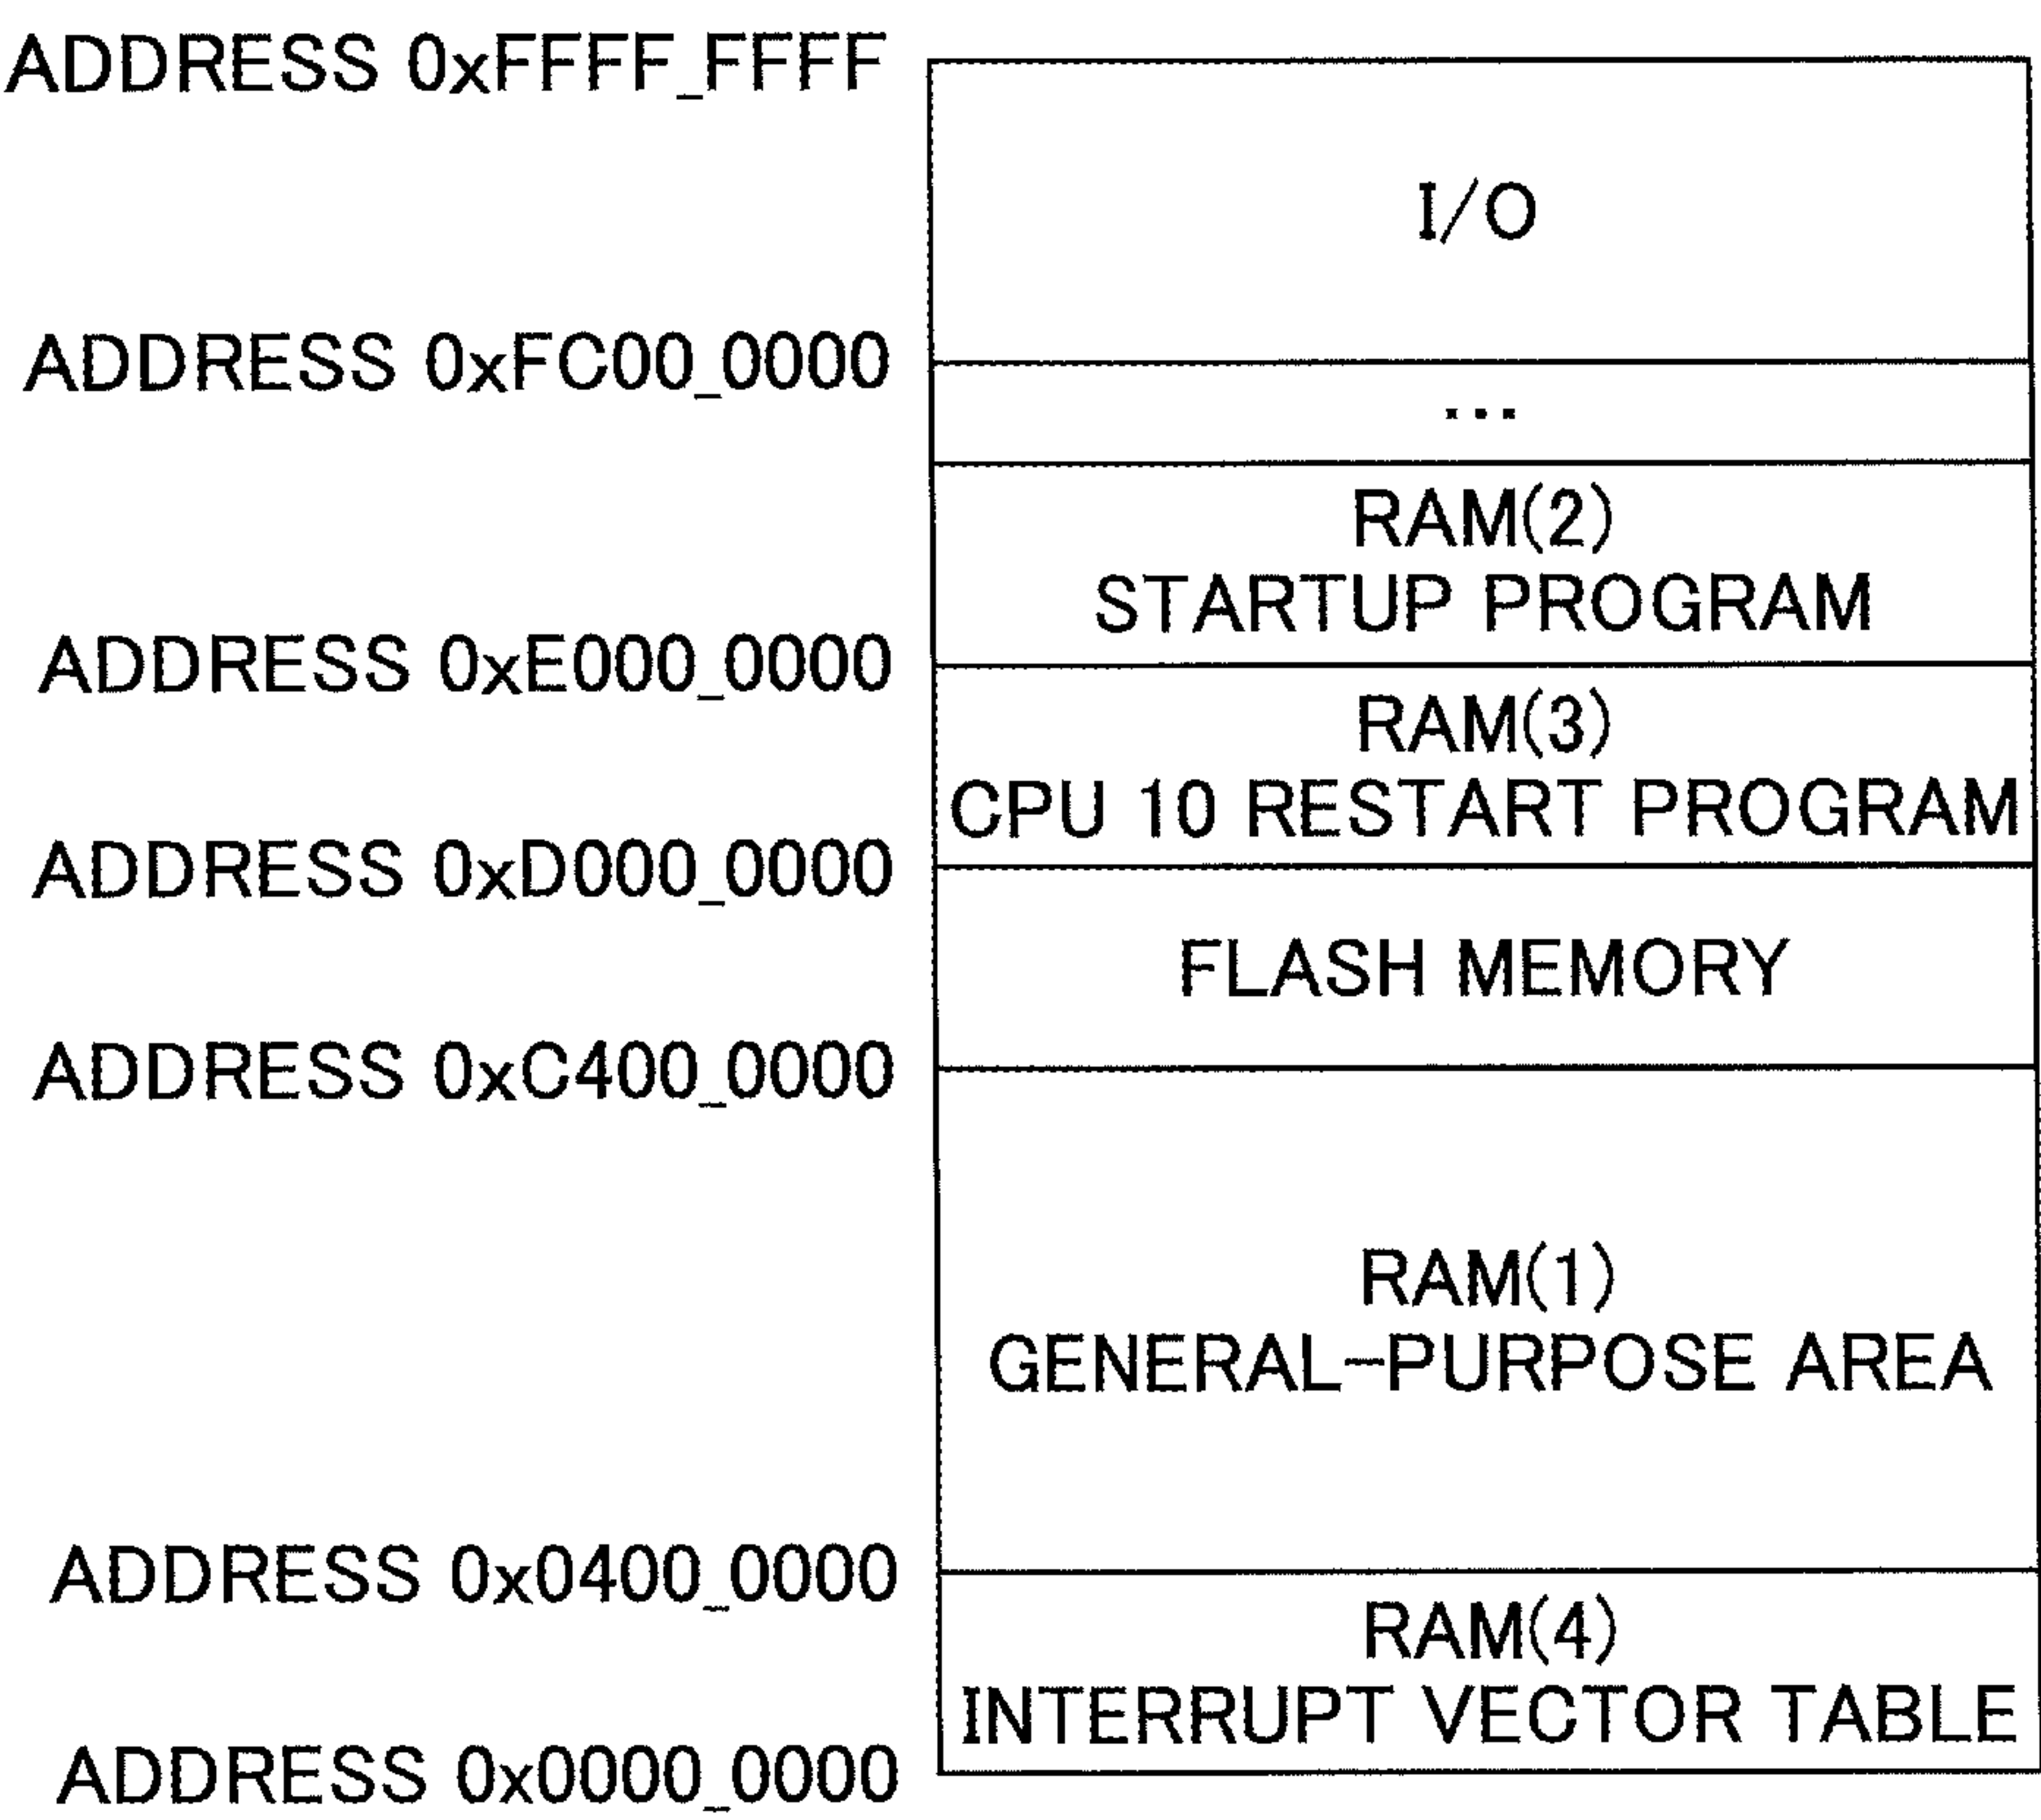 ADDRESS 0xFFFF_FFFF
I/O
ADDRESS 0xFC00_0000
...
RAM(2)
STARTUP PROGRAM
ADDRESS 0xE000_0000
RAM(3)
CPU 10 RESTART PROGRAM
ADDRESS 0xD000_0000
FLASH MEMORY
ADDRESS 0xC400_0000
RAM(1)
GENERAL-PURPOSE AREA
ADDRESS 0x0400_0000
RAM(4)
INTERRUPT VECTOR TABLE
ADDRESS 0x0000_0000